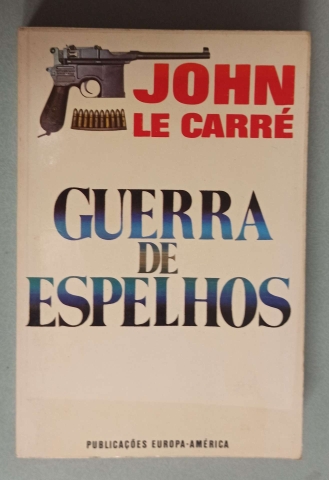 JOHN
LE CARRÉ
GUERRA
DE
ESPELHOS
PUBLICAÇÕES EUROPA-AMÉRICA